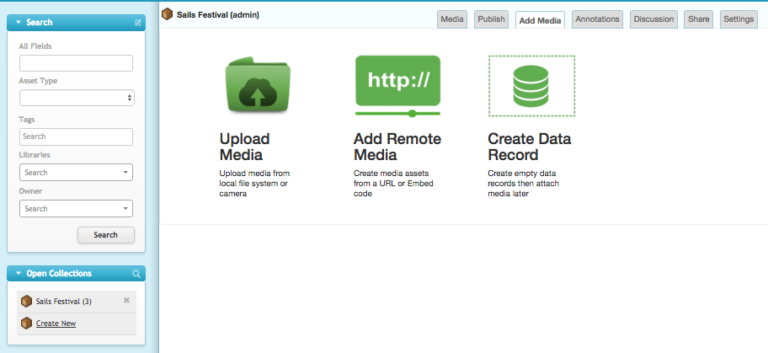 Search
All Fields
Asset Type
Tags
Search
Libraries
Search
Owner
Search
Search
Open Collections
Sails Festival (3)
Create New
Sails Festival (admin)
Media
Publish
Add Media
Annotations
Discussion
Share
Settings
http://
Upload
Media
Upload media from
local file system or
camera
Add Remote
Media
Create media assets
from a URL or Embed
code
Create Data
Record
Create empty data
records then attach
media later